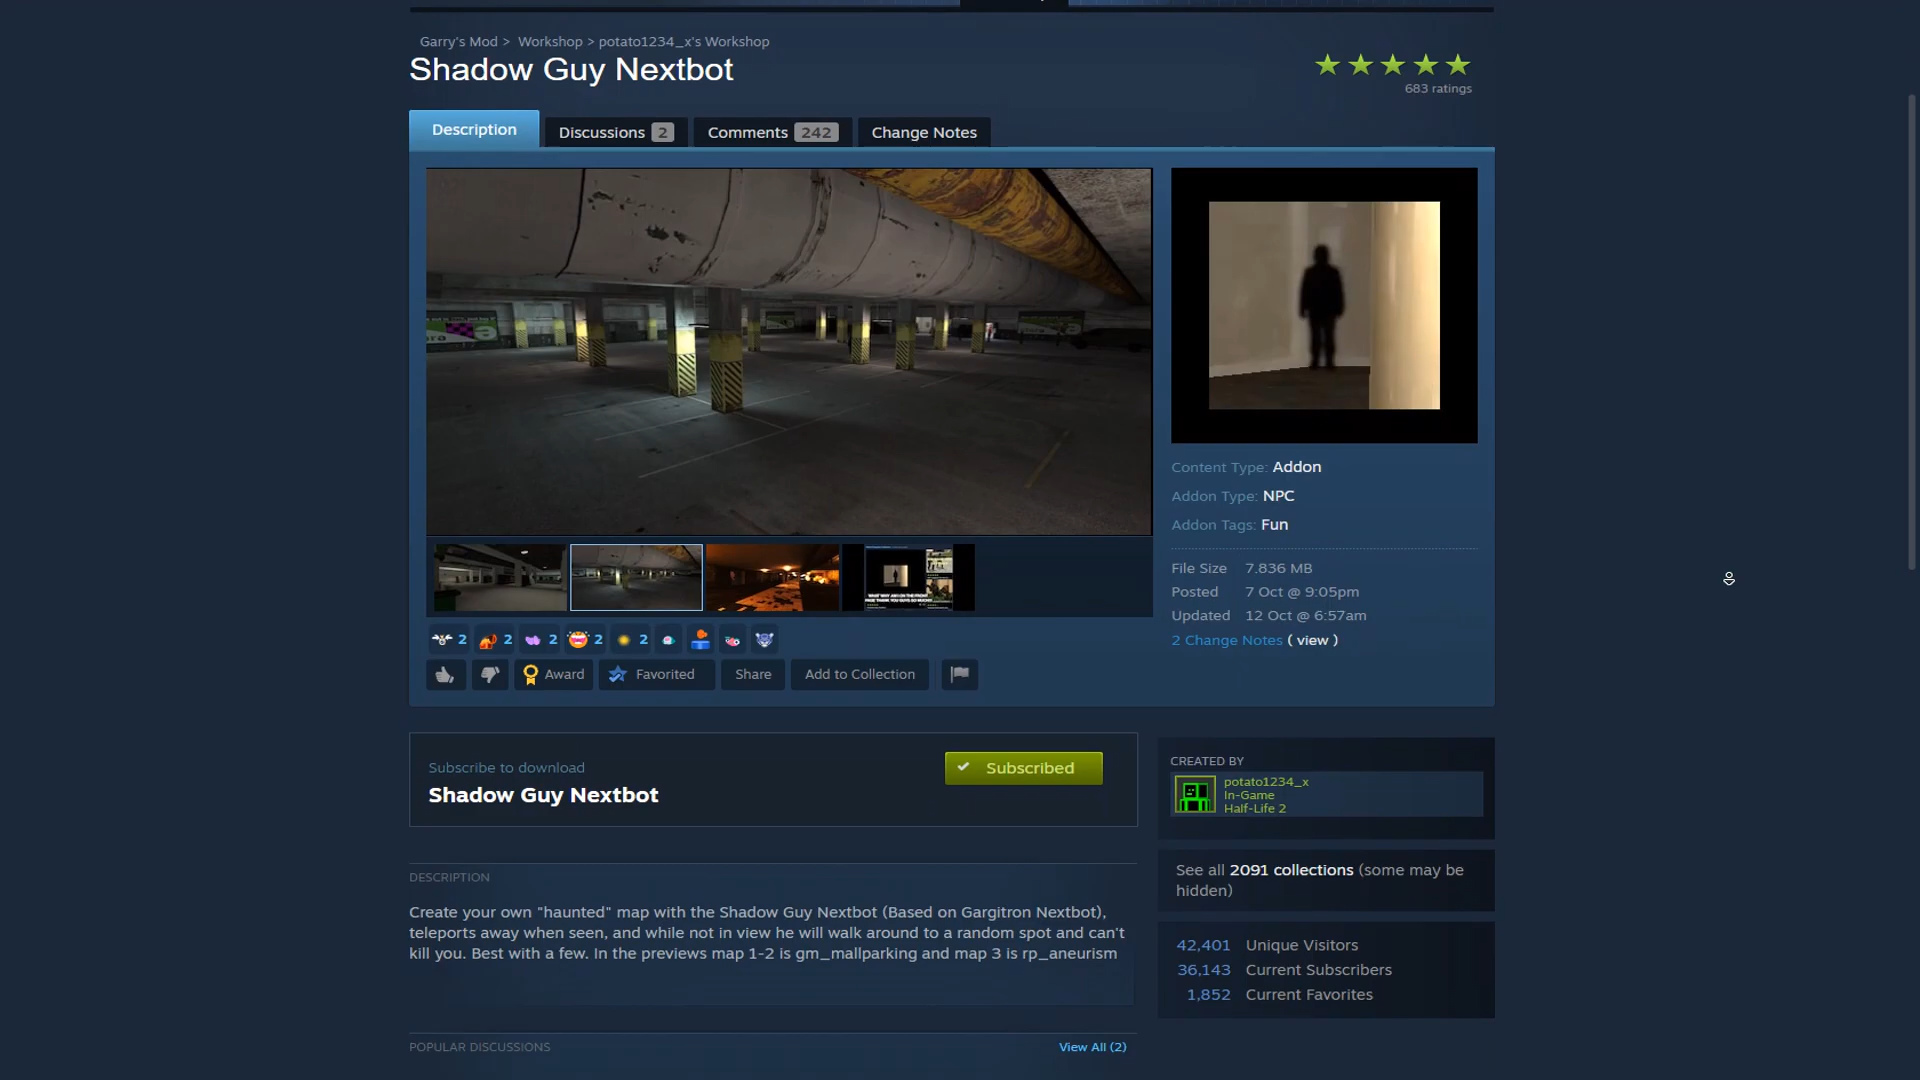 Garry's Mod > Workshop > potato1234_x's Workshop
Shadow Guy Nextbot
683 ratings
Description
Discussions 2
Comments 242
Change Notes
Content Type: Addon
Addon Type: NPC
Addon Tags: Fun
File Size 7.836 MB
Posted 7 Oct @ 9:05pm
Updated 12 Oct @ 6:57am
2 Change Notes ( view )
2 2 2 2 2
Award
Favorited
Share
Add to Collection
Subscribe to download
Shadow Guy Nextbot
Subscribed
CREATED BY
potato1234_x
In-Game
Half-Life 2
See all 2091 collections (some may be
hidden)
DESCRIPTION
Create your own "haunted" map with the Shadow Guy Nextbot (Based on Gargitron Nextbot),
teleports away when seen, and while not in view he will walk around to a random spot and can't
kill you. Best with a few. In the previews map 1-2 is gm_mallparking and map 3 is rp_aneurism
42,401 Unique Visitors
36,143 Current Subscribers
1,852 Current Favorites
POPULAR DISCUSSIONS
View All (2)